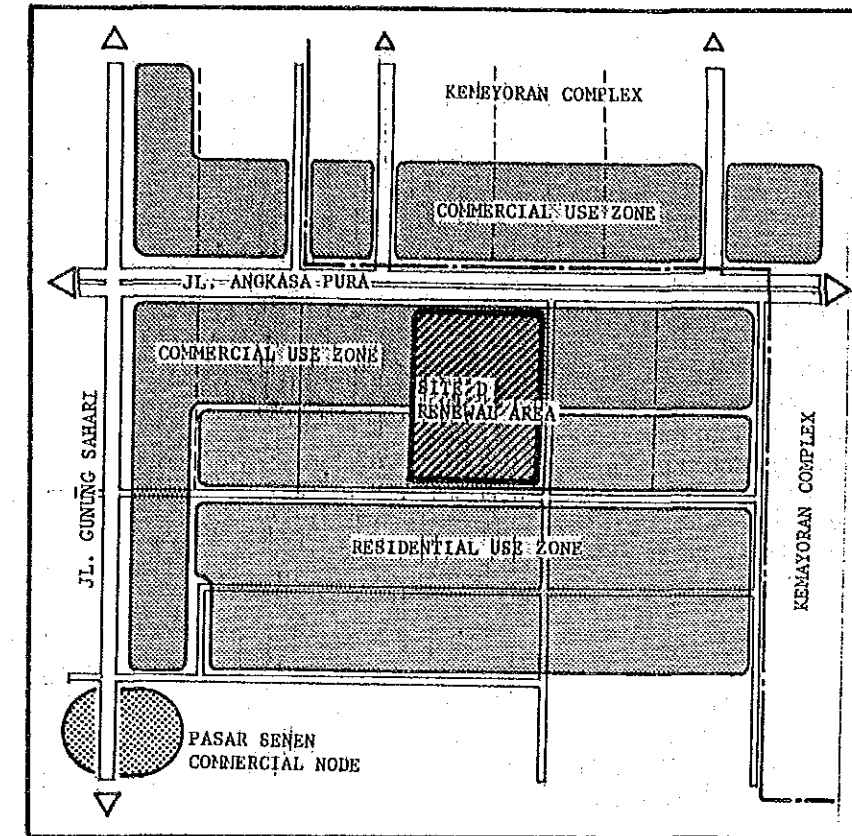 KEMEYORAN COMPLEX
COMMERCIAL USE ZONE
JL. ANGKASA PURA
COMMERCIAL USE ZONE
SITE D
RENEWAL AREA
JL. GUNUNG SAHARI
KEMAYORAN COMPLEX
RESIDENTIAL USE ZONE
PASAR SENEN
COMMERCIAL NODE